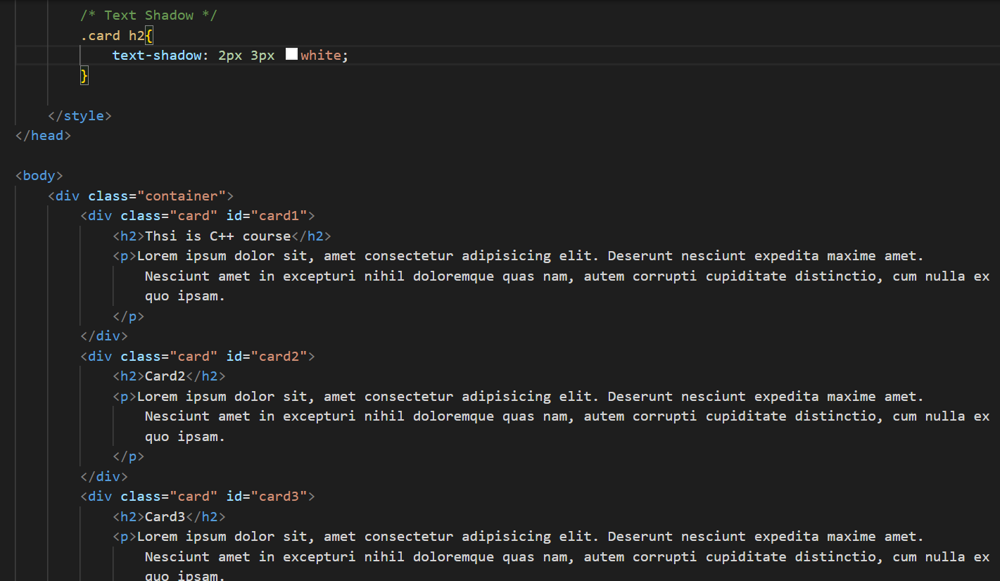 /* Text Shadow */
.card h2{
text-shadow: 2px 3px white;
}
</style>
</head>
<body>
<div class="container">
<div class="card" id="card1">
<h2>Thsi is C++ course</h2>
<p>Lorem ipsum dolor sit, amet consectetur adipisicing elit. Deserunt nesciunt expedita maxime amet.
Nesciunt amet in excepturi nihil doloremque quas nam, autem corrupti cupiditate distinctio, cum nulla ex
quo ipsam.
</p>
</div>
<div class="card" id="card2">
<h2>Card2</h2>
<p>Lorem ipsum dolor sit, amet consectetur adipisicing elit. Deserunt nesciunt expedita maxime amet.
Nesciunt amet in excepturi nihil doloremque quas nam, autem corrupti cupiditate distinctio, cum nulla ex
quo ipsam.
</p>
</div>
<div class="card" id="card3">
<h2>Card3</h2>
<p>Lorem ipsum dolor sit, amet consectetur adipisicing elit. Deserunt nesciunt expedita maxime amet.
Nesciunt amet in excepturi nihil doloremque quas nam, autem corrupti cupiditate distinctio, cum nulla ex
quo ipsam.